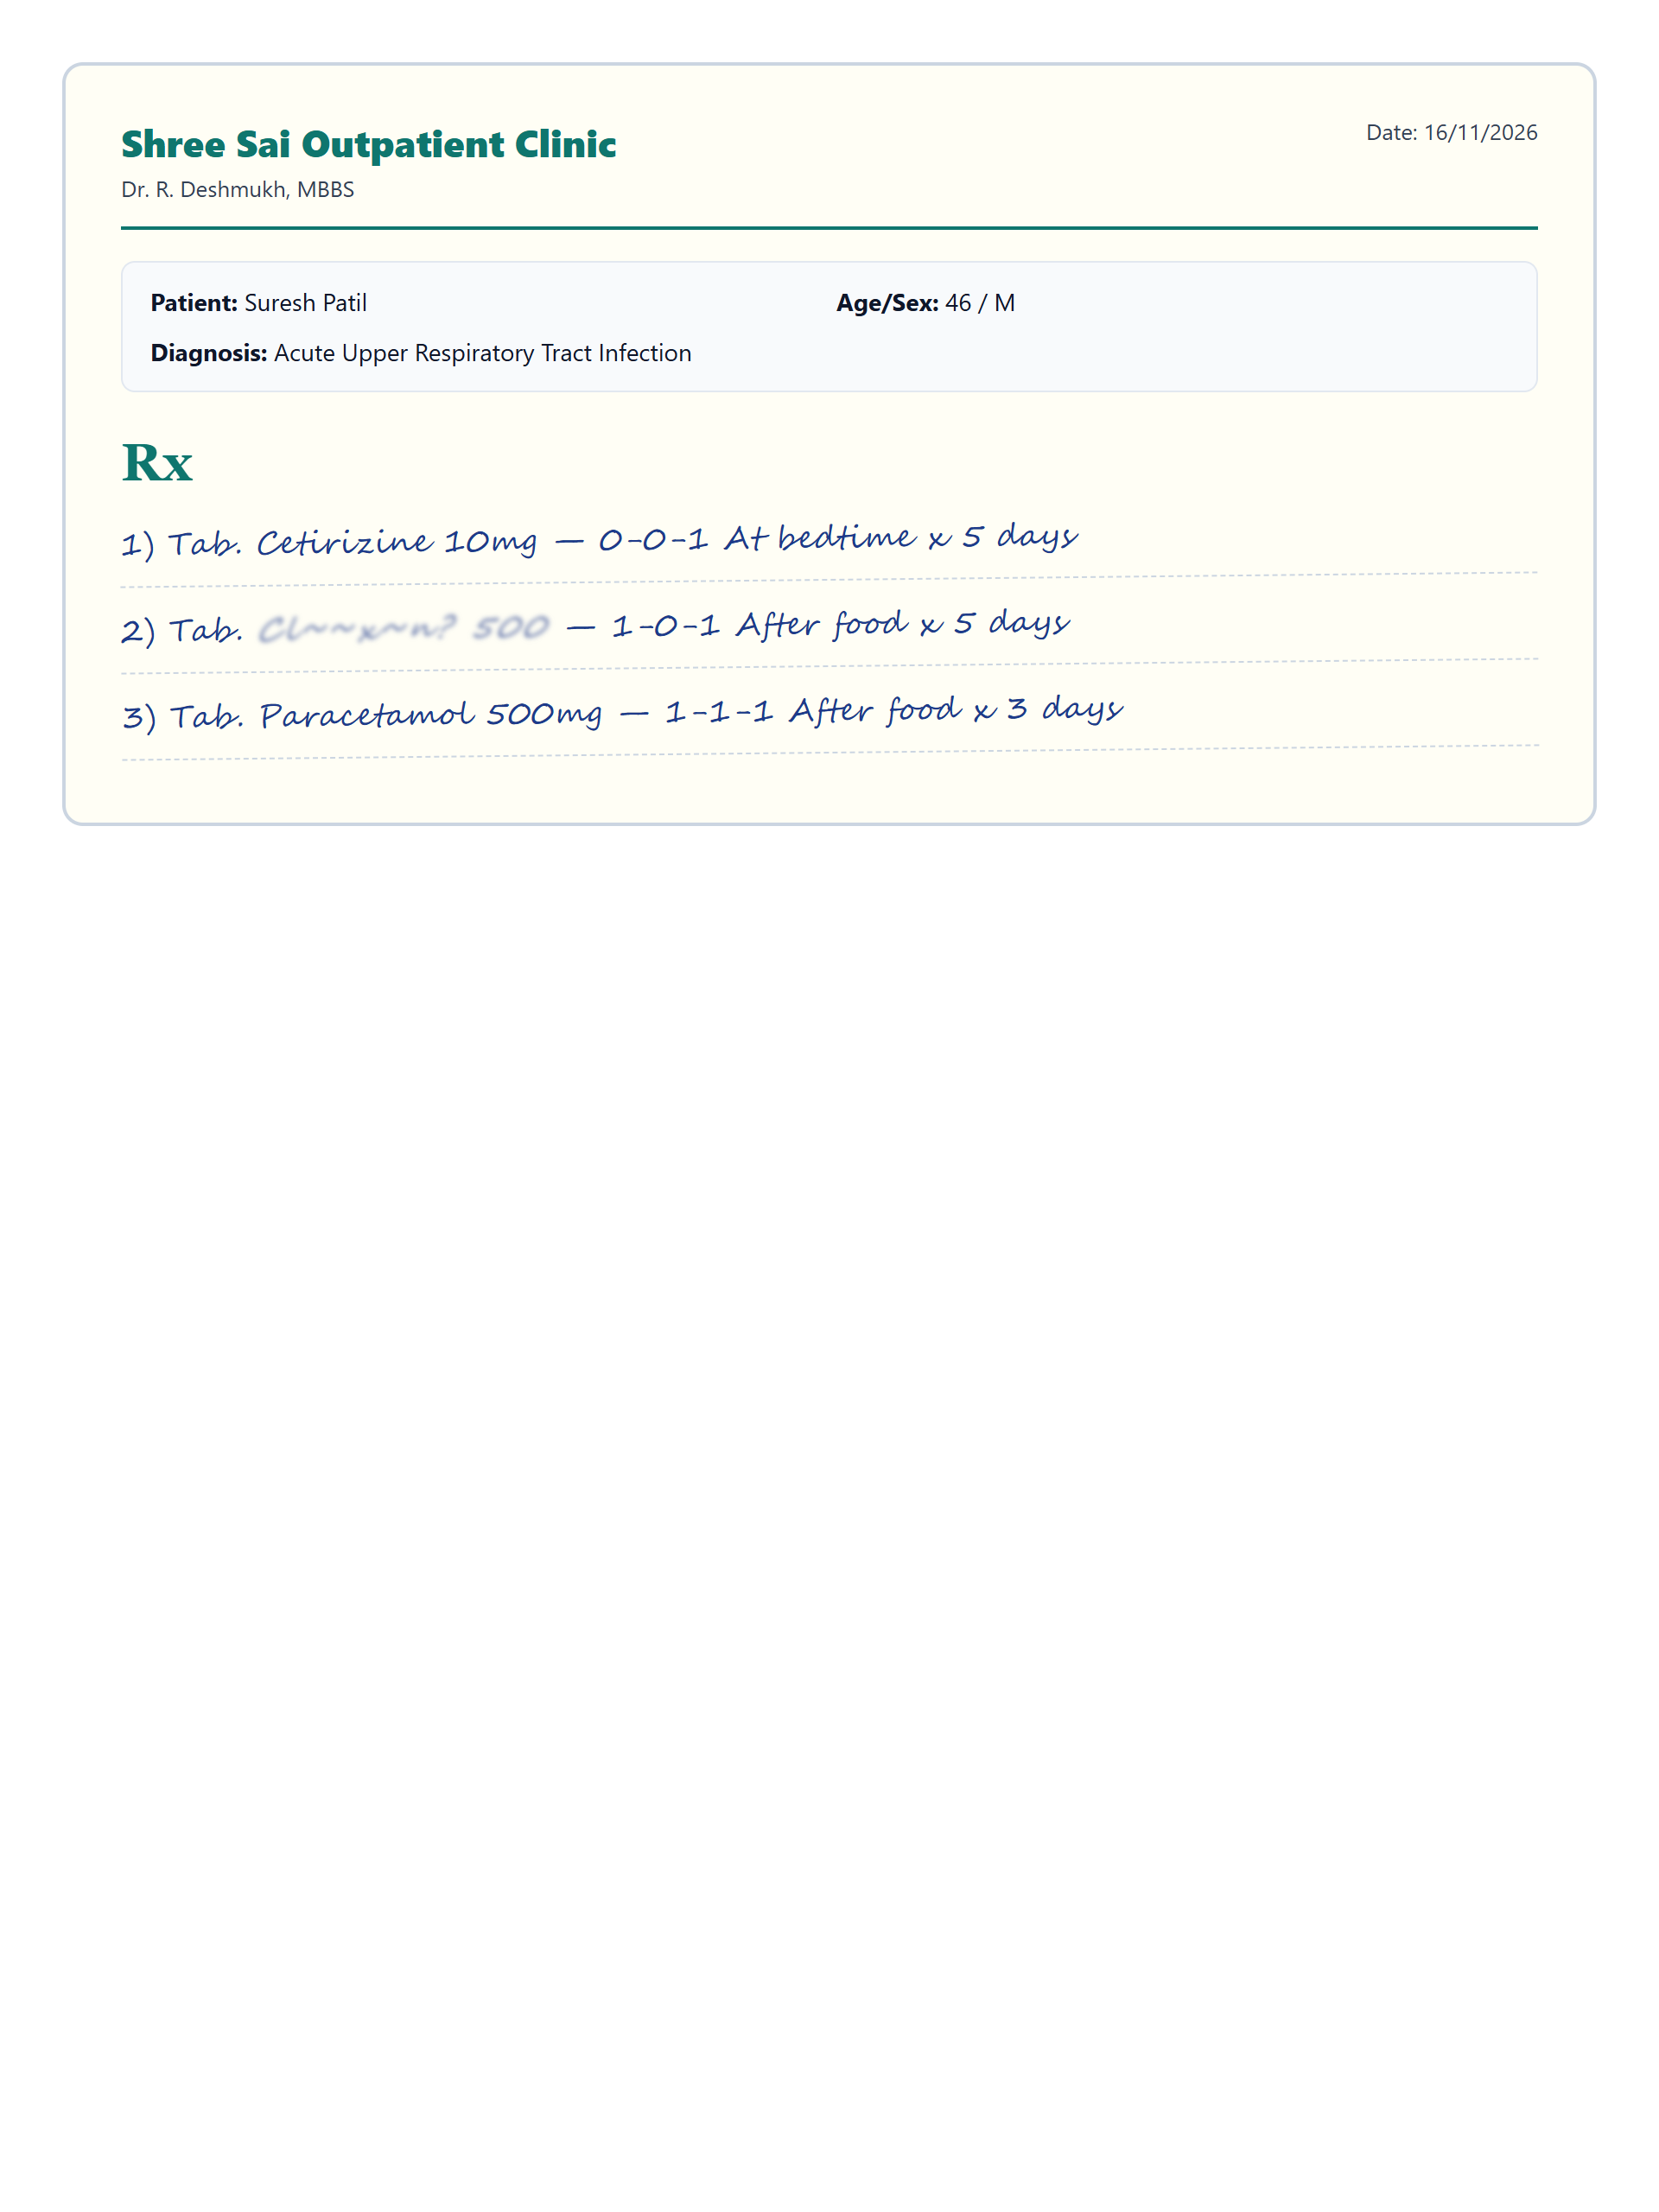 Shree Sai Outpatient Clinic
Date: 16/11/2026
Dr. R. Deshmukh, MBBS
Patient: Suresh Patil Age/Sex: 46 / M
Diagnosis: Acute Upper Respiratory Tract Infection
Rx
1) Tab. Cetirizine 10mg — 0-0-1 At bedtime x 5 days
2) Tab. 500 — 1-0-1 After food x 5 days
3) Tab. Paracetamol 500mg — 1-1-1 After food x 3 days